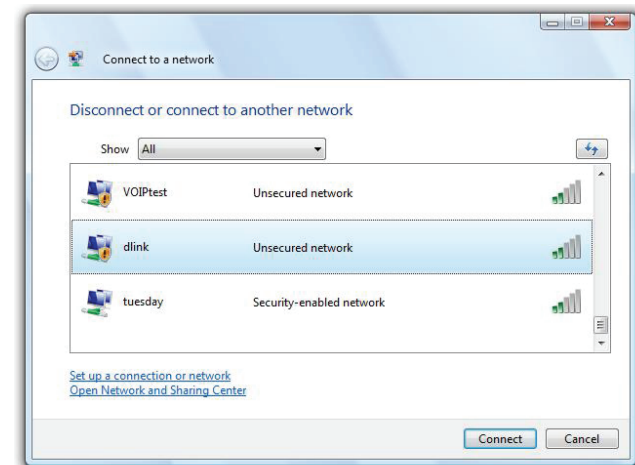 Connect to a network
Disconnect or connect to another network
Show All
VOIPtest Unsecured network
dlink Unsecured network
tuesday Security-enabled network
Set up a connection or network
Open Network and Sharing Center
Connect Cancel